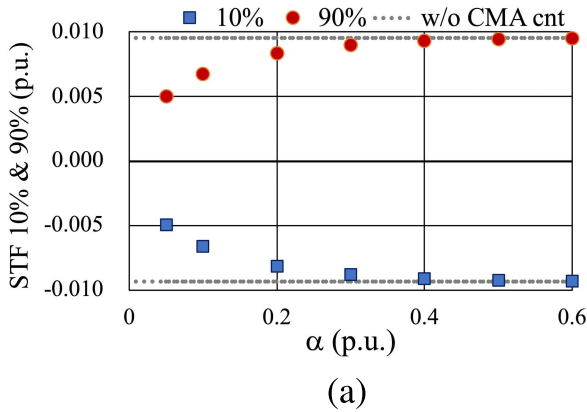 10% 90% w/o CMA cnt
STF 10% & 90% (p.u.)
0.010
0.005
0.000
-0.005
-0.010
0 0.2 0.4 0.6
α (p.u.)
(a)